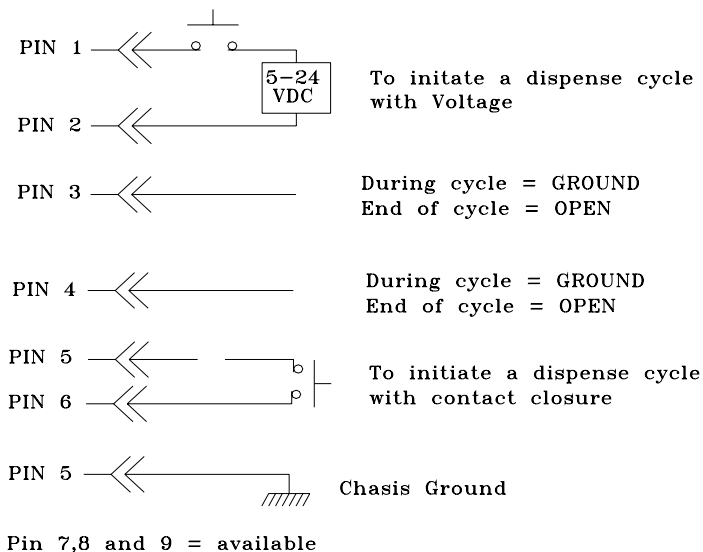 PIN 1
5-24
VDC
To initate a dispense cycle
with Voltage
PIN 2
PIN 3
During cycle = GROUND
End of cycle = OPEN
PIN 4
During cycle = GROUND
End of cycle = OPEN
PIN 5
To initiate a dispense cycle
with contact closure
PIN 6
PIN 5
Chasis Ground
Pin 7,8 and 9 = available